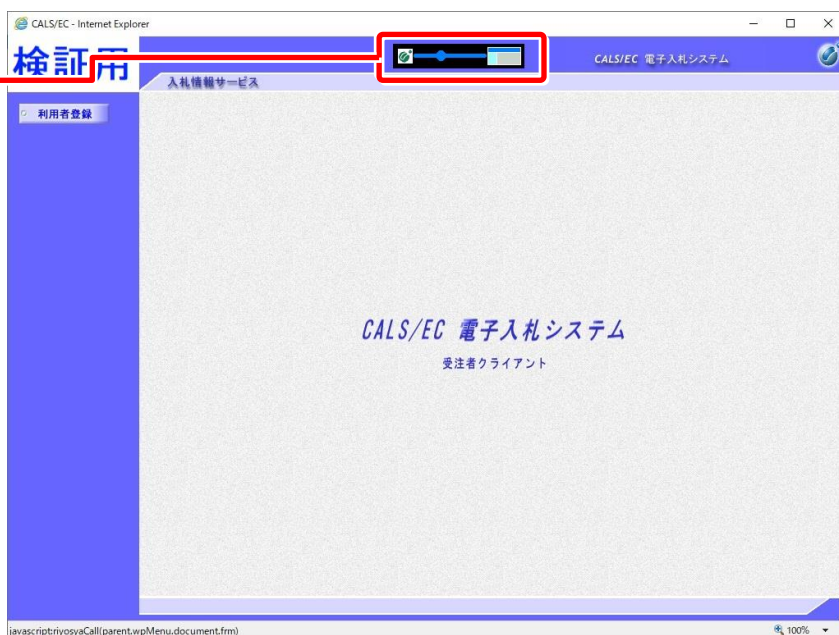 CALS/EC - Internet Explorer
検証用
CALS/EC 電子入札システム
入札情報サービス
利用者登録
CALS/EC 電子入札システム
受注者クライアント
javascript:riyosyaCall(parent.wpMenu.document.frm)
100%